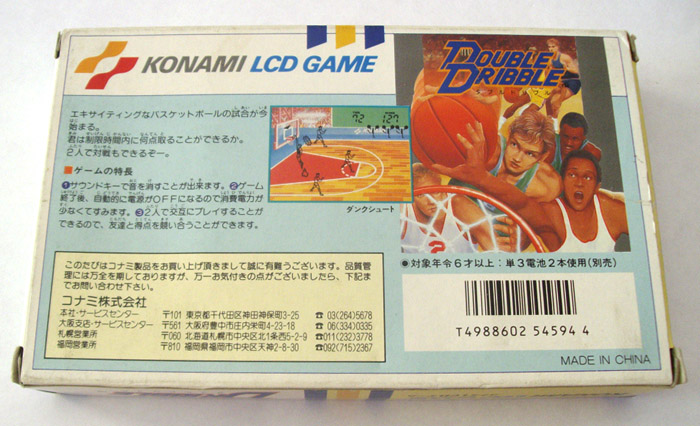 KONAMI LCD GAME
DOUBLE DRIBBLE
エキサイティングなバスケットボールの試合が今
始まる。
君は制限時間内に何点取ることができるか。
2人で対戦もできるぞー。
■ゲームの特長
❶サウンドキーで音を消すことが出来ます。❷ゲーム
終了後、自動的に電源がOFFになるので消費電力が
少なくてすみます。❸2人で交互にプレイすることが
できるので、友達と得点を競い合うことができます。
ダンクシュート
●対象年令6才以上：単3電池2本使用(別売)
このたびはコナミ製品をお買い上げ頂きまして誠に有難うございます。品質管
理には万全を期しておりますが、万一お気付きの点がございましたら、下記ま
でお問い合わせ下さい。
コナミ株式会社
本社・サービスセンター 〒101 東京都千代田区神田神保町3-25 ☎03(264)5678
大阪支店・サービスセンター 〒561 大阪府豊中市庄内栄町4-23-18 ☎06(334)0335
札幌営業所 〒060 北海道札幌市中央区北1条西5-2-9 ☎011(232)3778
福岡営業所 〒810 福岡県福岡市中央区天神2-8-30 ☎092(715)2367
T4988602 54594 4
MADE IN CHINA